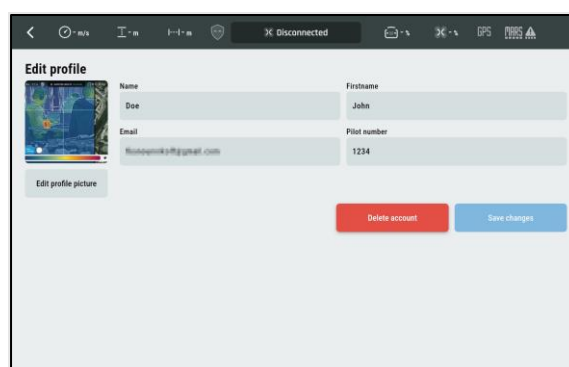 - m/s - m - m Disconnected - % - % GPS MARS
Edit profile
Name Firstname
Doe John
Email Pilot number
1234
Edit profile picture
Delete account Save changes